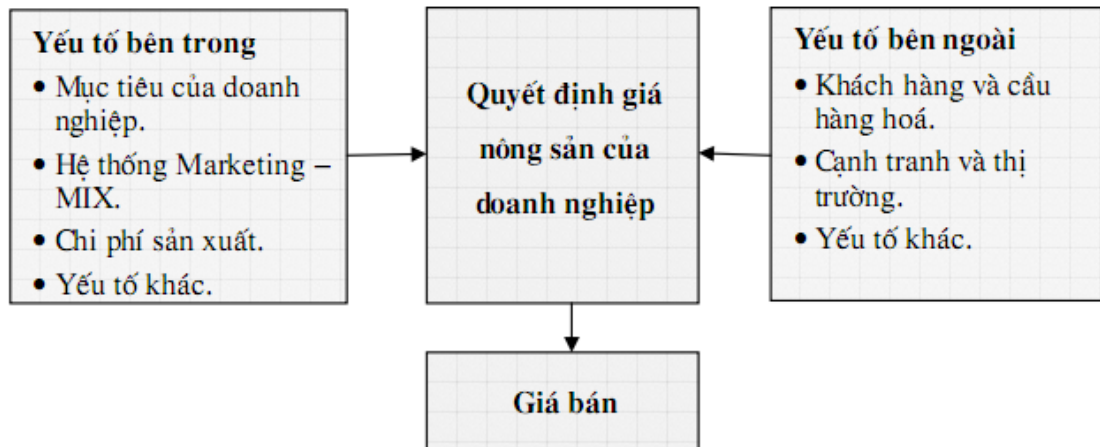 Yếu tố bên trong
• Mục tiêu của doanh
nghiệp.
• Hệ thống Marketing –
MIX.
• Chi phí sản xuất.
• Yếu tố khác.
Quyết định giá
nông sản của
doanh nghiệp
Yếu tố bên ngoài
• Khách hàng và cầu
hàng hoá.
• Cạnh tranh và thị
trường.
• Yếu tố khác.
Giá bán